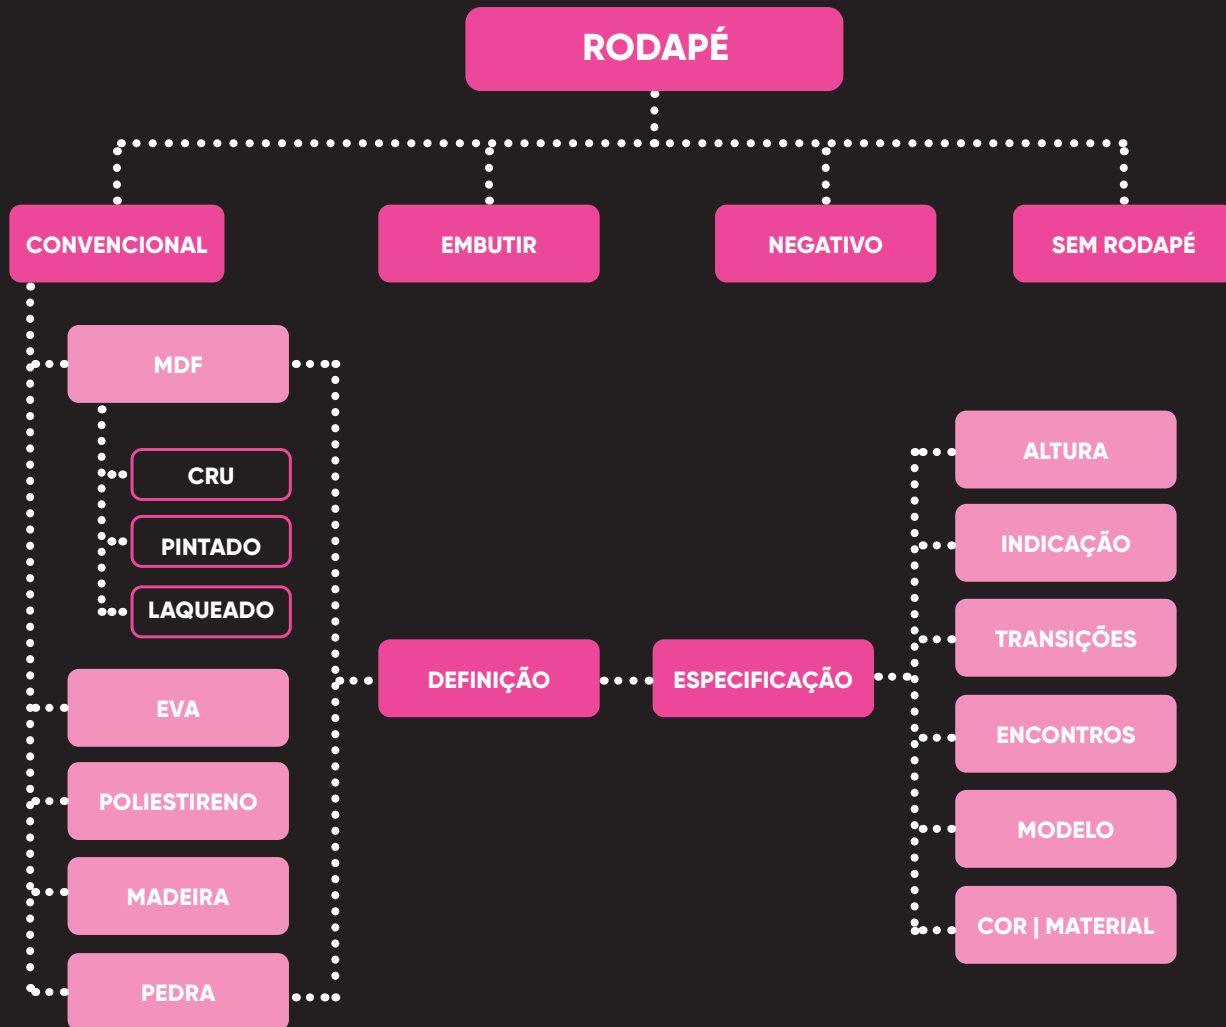 RODAPÉ
CONVENCIONAL
EMBUTIR
NEGATIVO
SEM RODAPÉ
MDF
CRU
PINTADO
LAQUEADO
EVA
POLIESTIRENO
MADEIRA
PEDRA
DEFINIÇÃO
ESPECIFICAÇÃO
ALTURA
INDICAÇÃO
TRANSIÇÕES
ENCONTROS
MODELO
COR | MATERIAL